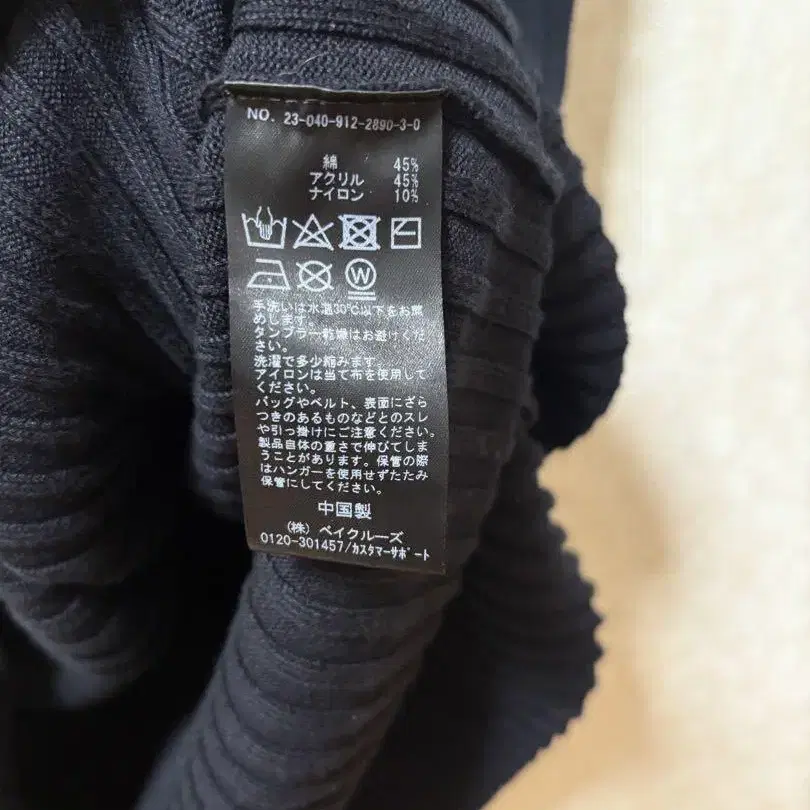 NO. 23-040-912-2890-3-0
綿 45%
アクリル 45%
ナイロン 10%
W
手洗いは水温30℃以下をお薦
めします。
タンブラー乾燥はお避けくだ
さい。
洗濯で多少縮みます。
アイロンは当て布を使用して
ください。
バッグやベルト、表面にざら
つきのあるものなどとのスレ
や引っ掛けにご注意ください。
製品自体の重さで伸びてしま
うことがあります。保管の際
はハンガーを使用せずたたみ
保管にしてください。
中国製
(株) ベイクルーズ
0120-301457/カスタマーサポート